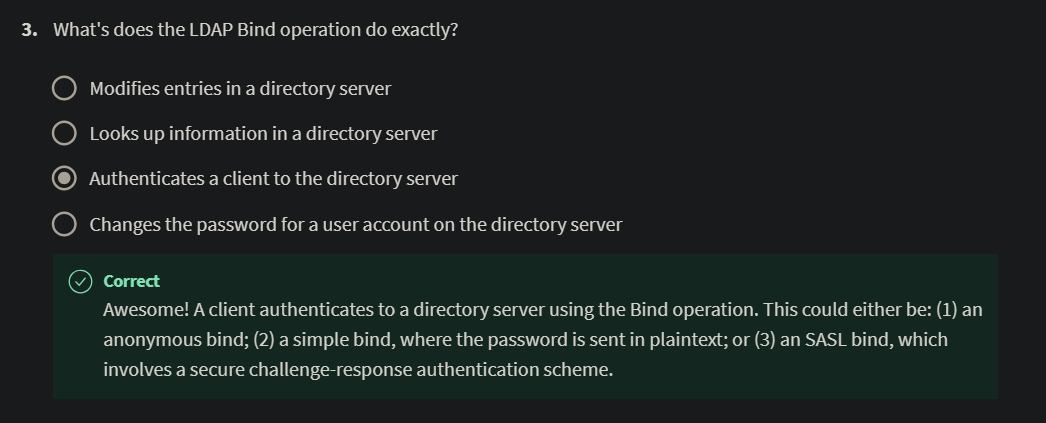 3. What's does the LDAP Bind operation do exactly?
Modifies entries in a directory server
Looks up information in a directory server
Authenticates a client to the directory server
Changes the password for a user account on the directory server
Correct
Awesome! A client authenticates to a directory server using the Bind operation. This could either be: (1) an
anonymous bind; (2) a simple bind, where the password is sent in plaintext; or (3) an SASL bind, which
involves a secure challenge-response authentication scheme.